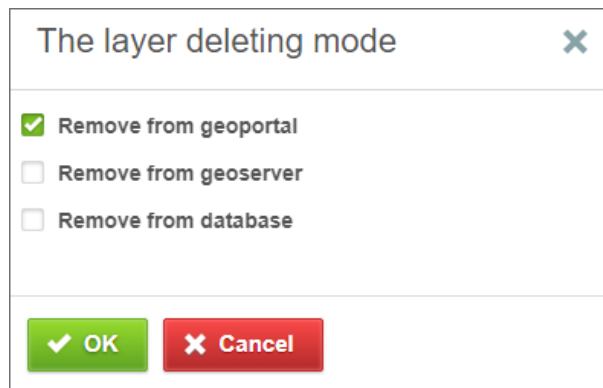 The layer deleting mode
Remove from geoportal
Remove from geoserver
Remove from database
OK
Cancel